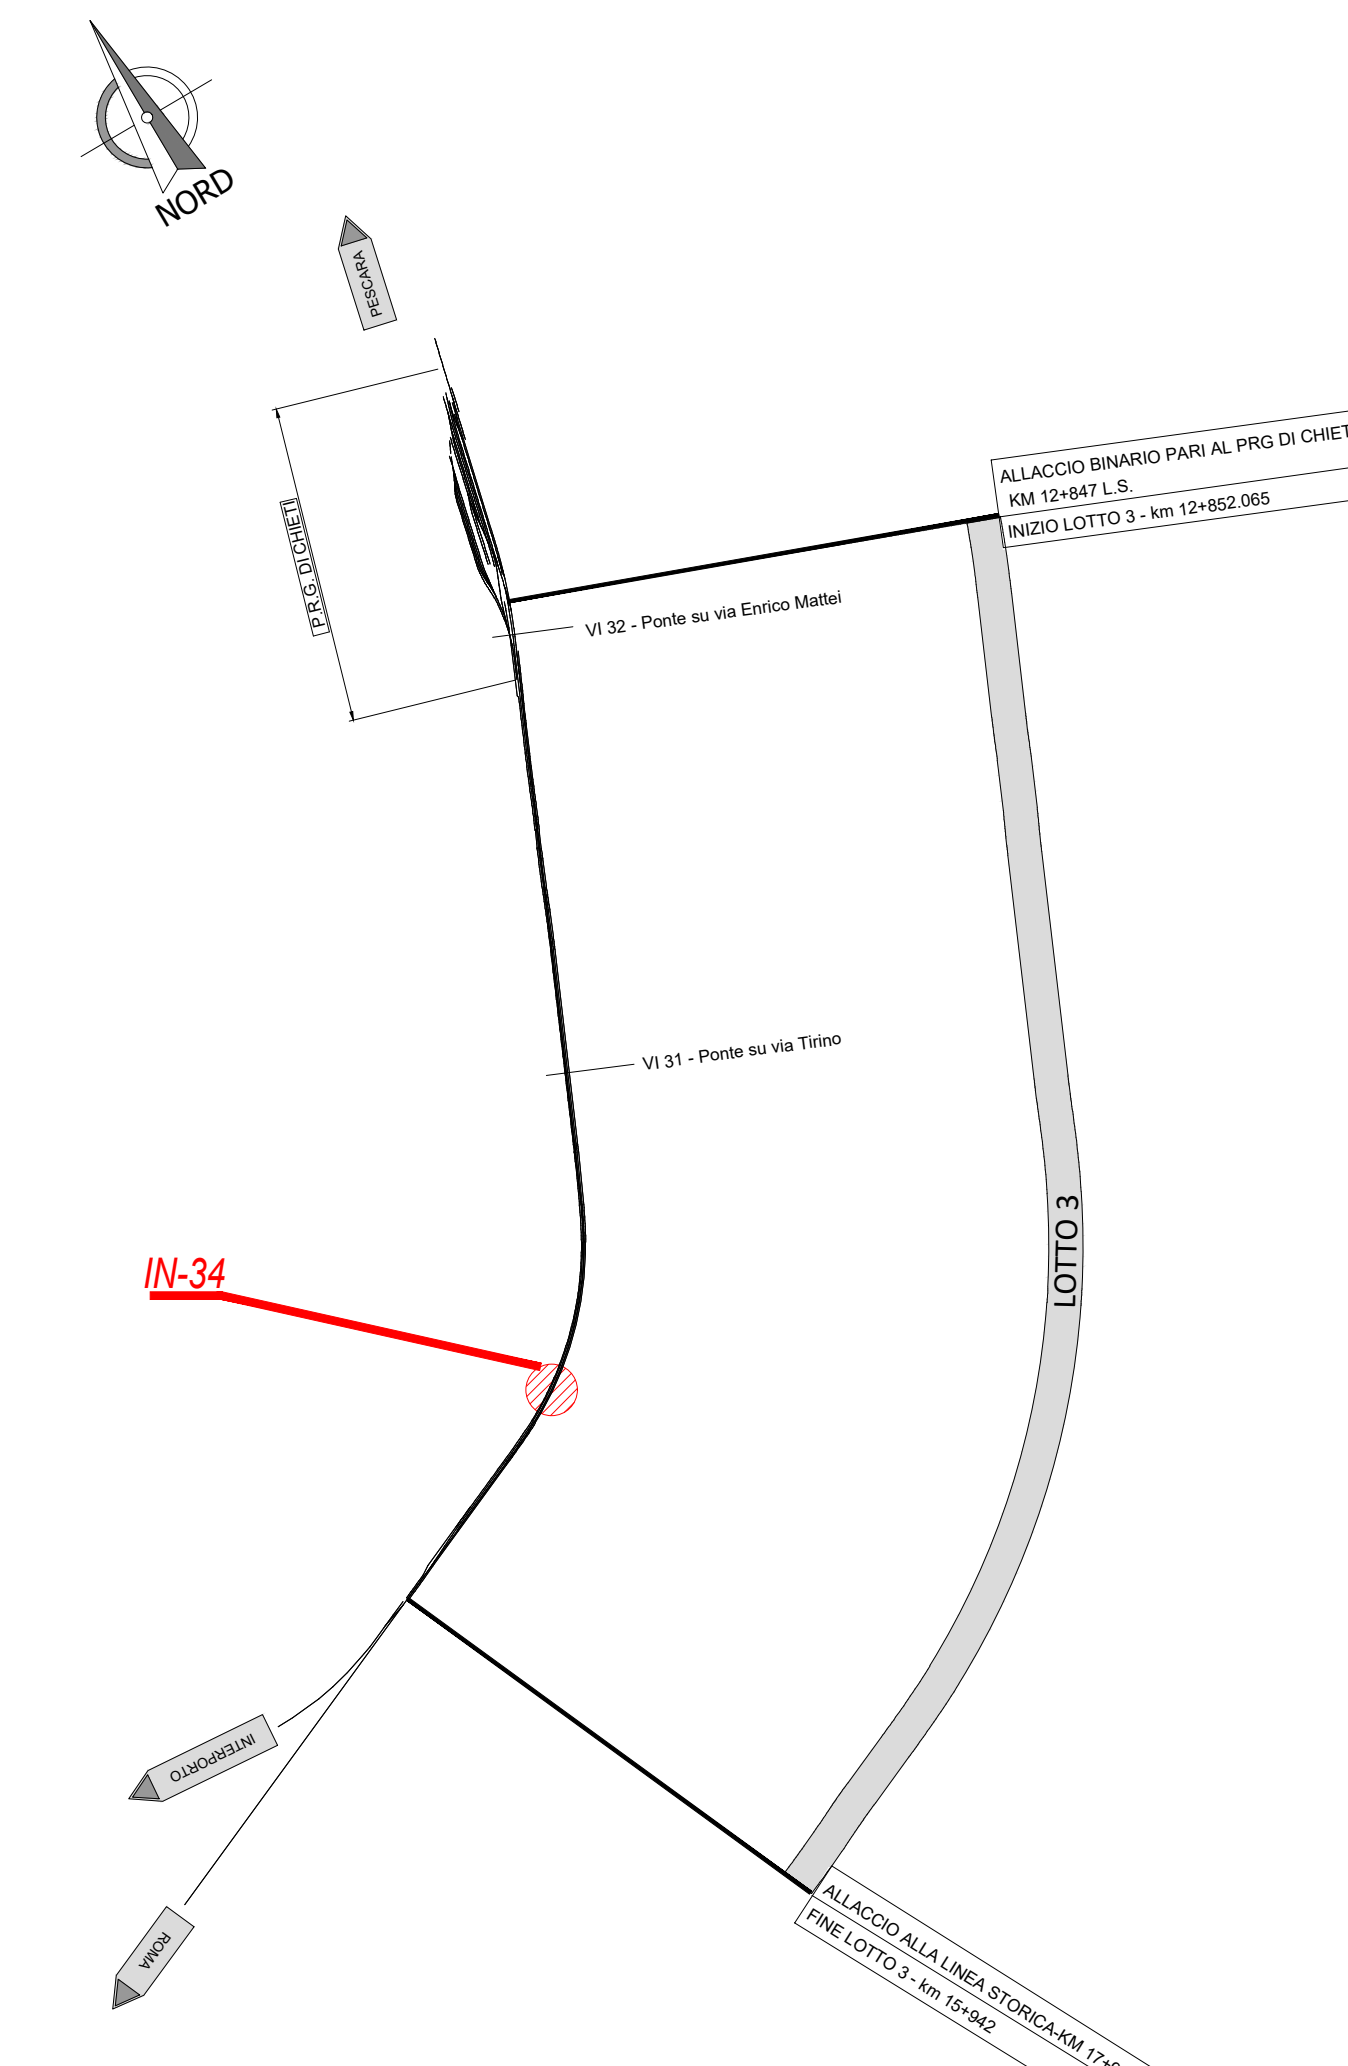 NORD
PESCARA
P.R.G. DI CHIETI
ALLACCIO BINARIO PARI AL PRG DI
KM 12+847 L.S.
INIZIO LOTTO 3 - km 12+852.065
VI 32 - Ponte su via Enrico Mattei
VI 31 - Ponte su via Tirino
LOTTO 3
IN-34
INTERPORTO
ROMA
ALLACCIO ALLA LINEA STORICA-KM
FINE LOTTO 3 - km 15+942